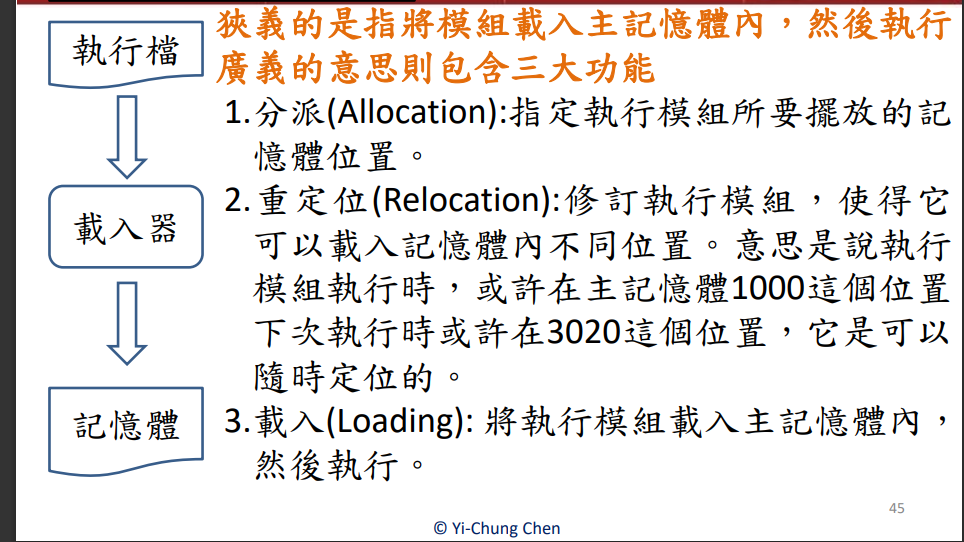 執行檔
載入器
記憶體
狹義的是指將模組載入主記憶體內，然後執行
廣義的意思則包含三大功能
1.分派(Allocation):指定執行模組所要擺放的記
憶體位置。
2.重定位(Relocation):修訂執行模組，使得它
可以載入記憶體內不同位置。意思是說執行
模組執行時，或許在主記憶體1000這個位置
下次執行時或許在3020這個位置，它是可以
隨時定位的。
3.載入(Loading): 將執行模組載入主記憶體內，
然後執行。
45
© Yi-Chung Chen